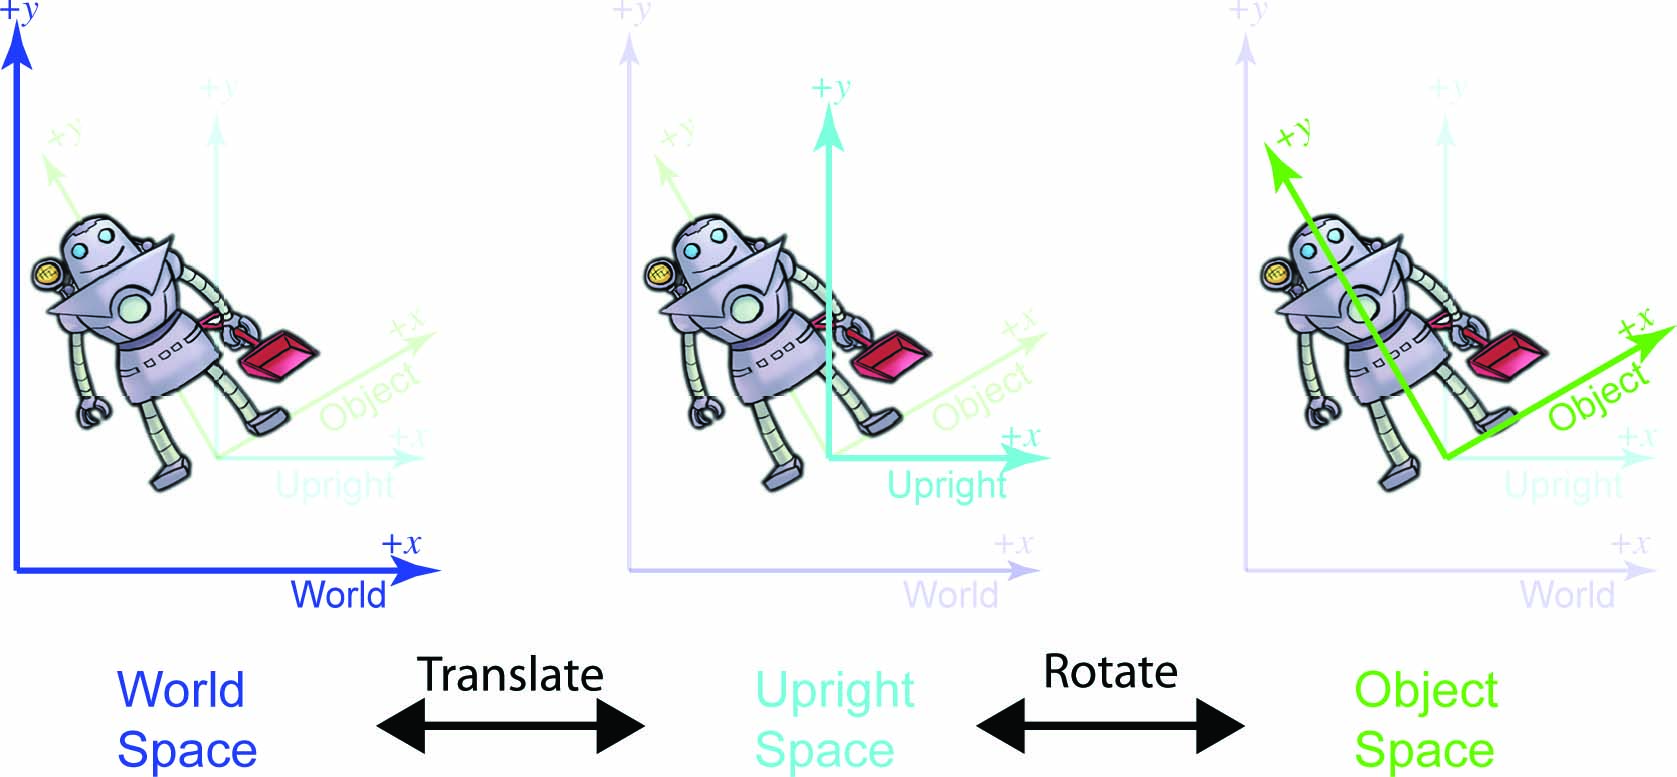 +y
+y
+y
+x
Object
+x
Upright
+x
World
+y
+y
+y
+x
Object
+x
Upright
+x
World
+y
+y
+y
+x
Object
+x
Upright
+x
World
World Space
Translate
Upright Space
Rotate
Object Space